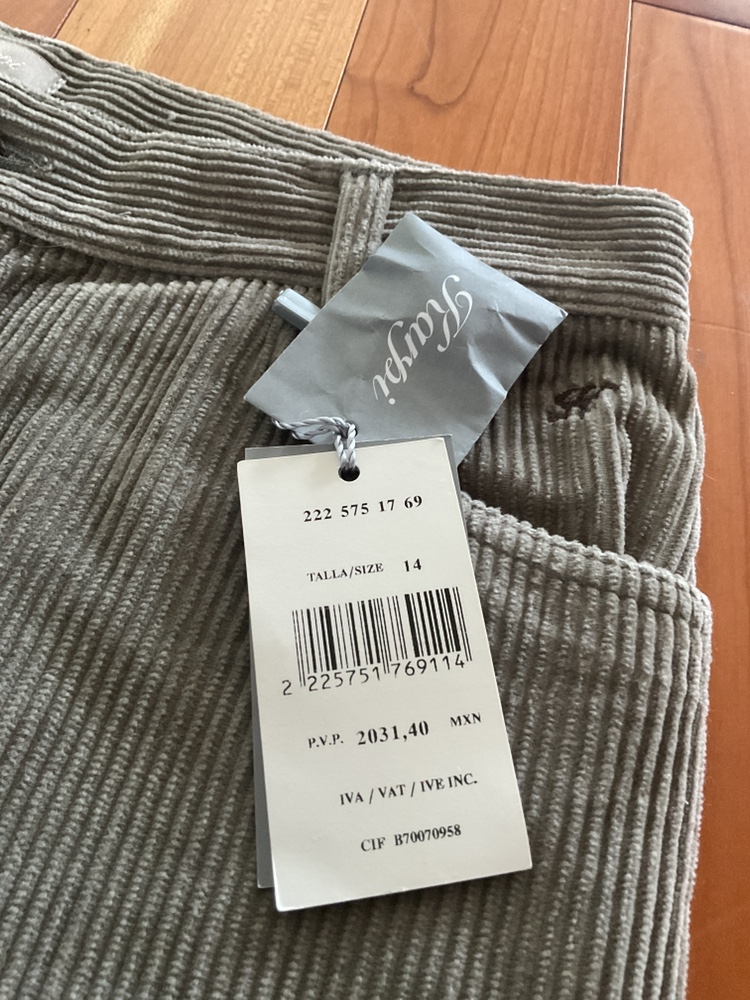 Karpi
222 575 17 69
TALLA/SIZE 14
2 225751 769114
P.V.P. 2031,40 MXN
IVA / VAT / IVE INC.
CIF B70070958